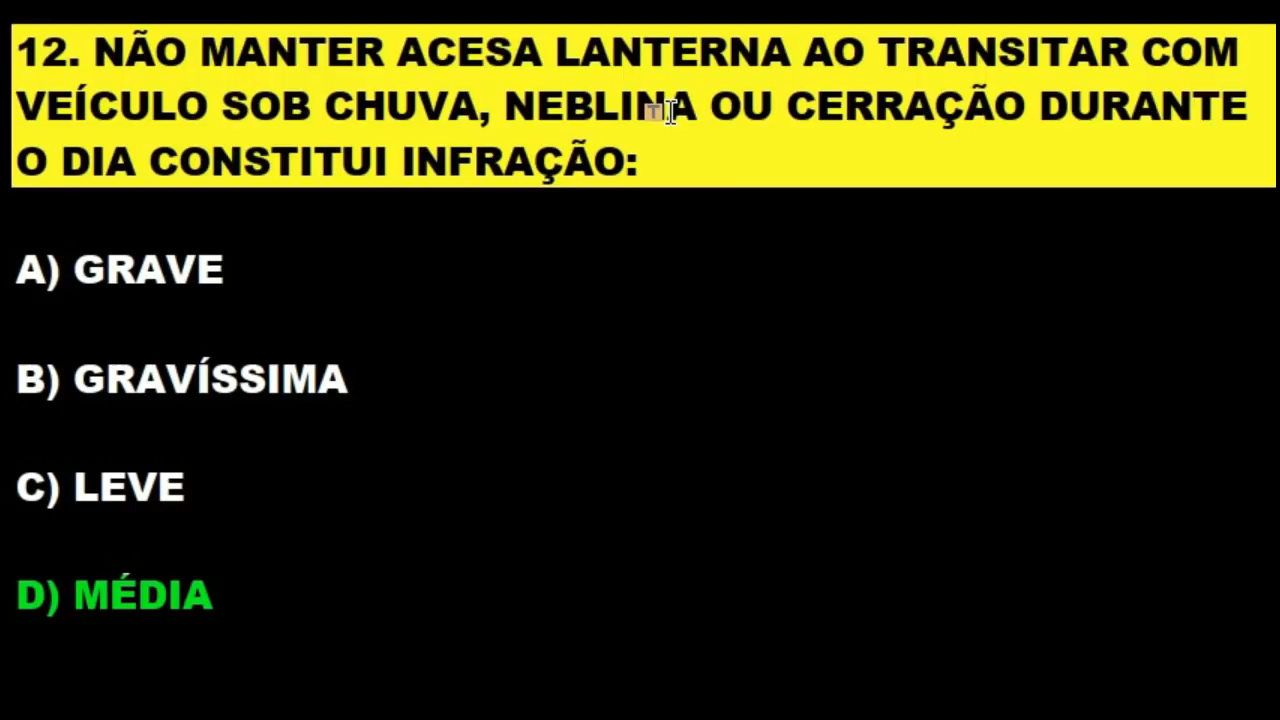 12. NÃO MANTER ACESA LANTERNA AO TRANSITAR COM
VEÍCULO SOB CHUVA, NEBLINA OU CERRAÇÃO DURANTE
O DIA CONSTITUI INFRAÇÃO:
A) GRAVE
B) GRAVÍSSIMA
C) LEVE
D) MÉDIA